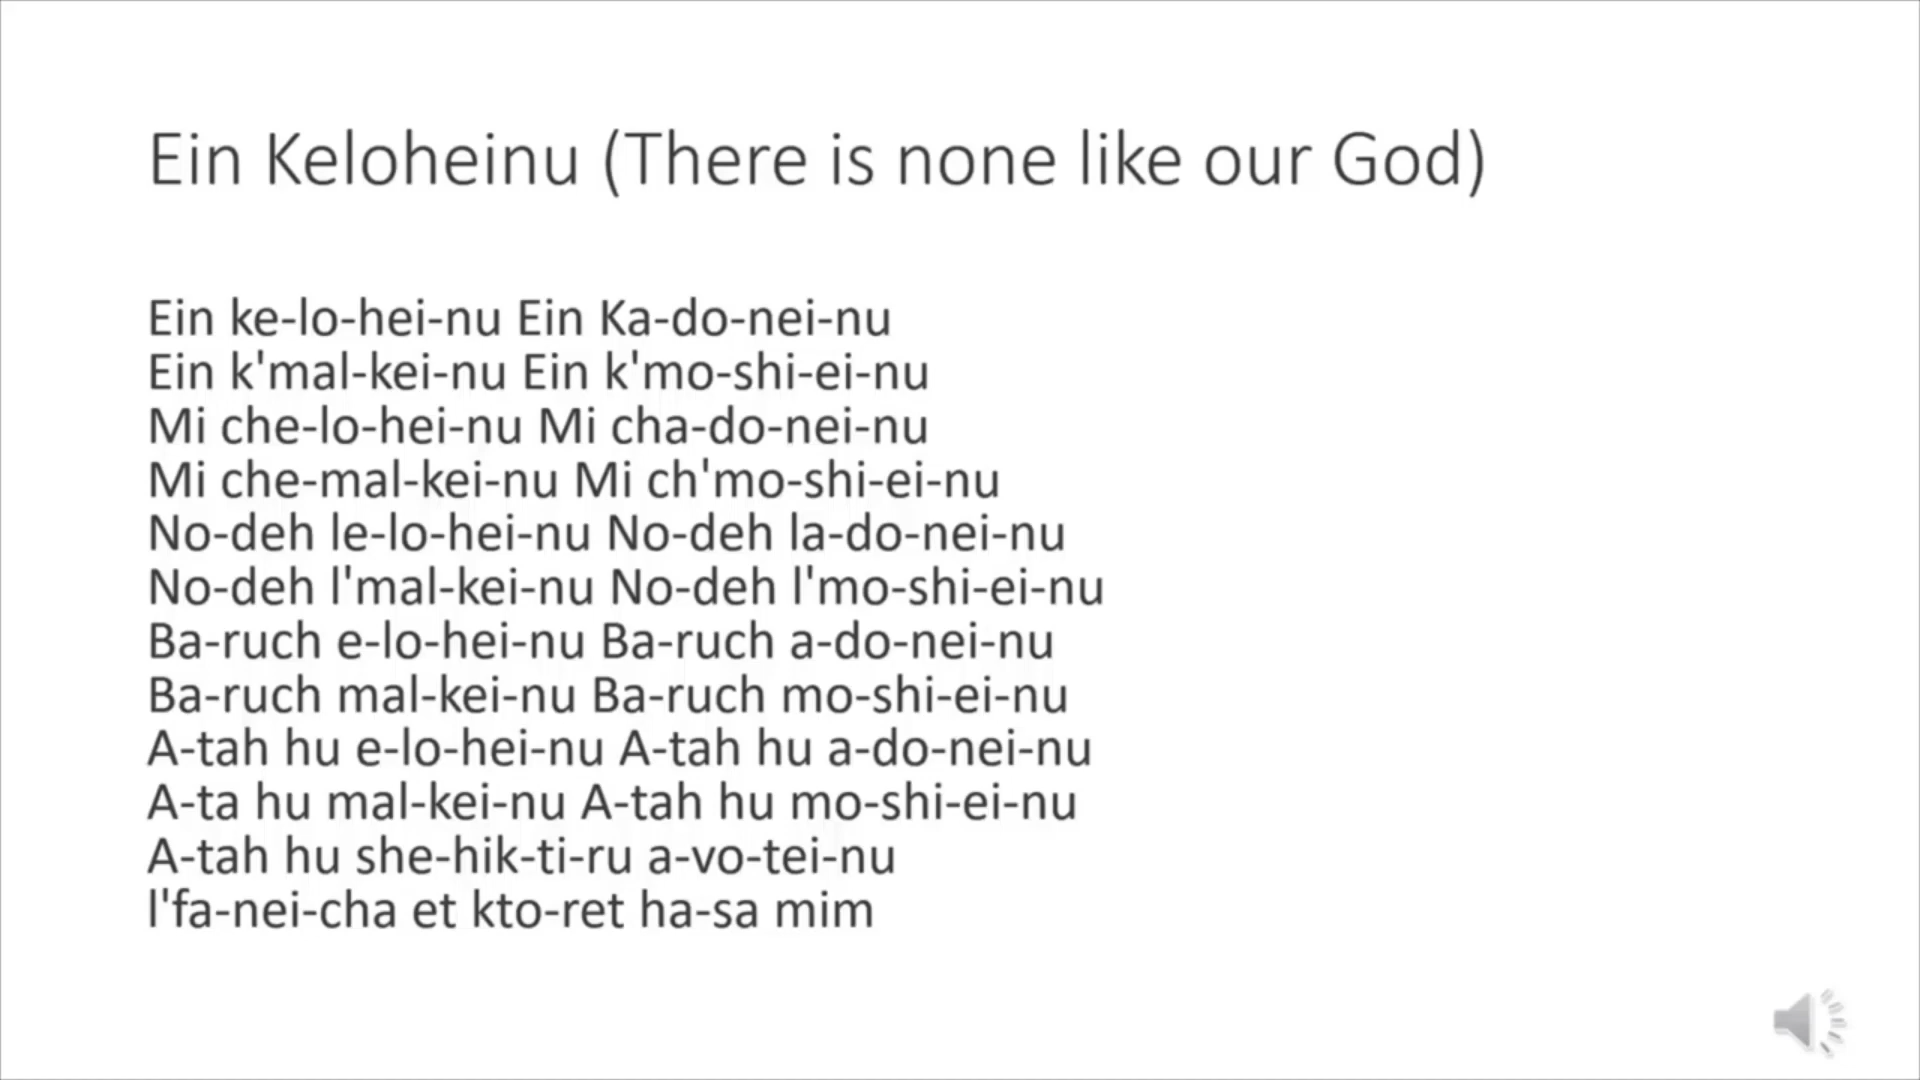 Ein Keloheinu (There is none like our God)
Ein ke-lo-hei-nu Ein Ka-do-nei-nu
Ein k'mal-kei-nu Ein k'mo-shi-ei-nu
Mi che-lo-hei-nu Mi cha-do-nei-nu
Mi che-mal-kei-nu Mi ch'mo-shi-ei-nu
No-deh le-lo-hei-nu No-deh la-do-nei-nu
No-deh l'mal-kei-nu No-deh l'mo-shi-ei-nu
Ba-ruch e-lo-hei-nu Ba-ruch a-do-nei-nu
Ba-ruch mal-kei-nu Ba-ruch mo-shi-ei-nu
A-tah hu e-lo-hei-nu A-tah hu a-do-nei-nu
A-ta hu mal-kei-nu A-tah hu mo-shi-ei-nu
A-tah hu she-hik-ti-ru a-vo-tei-nu
l'fa-nei-cha et kto-ret ha-sa mim